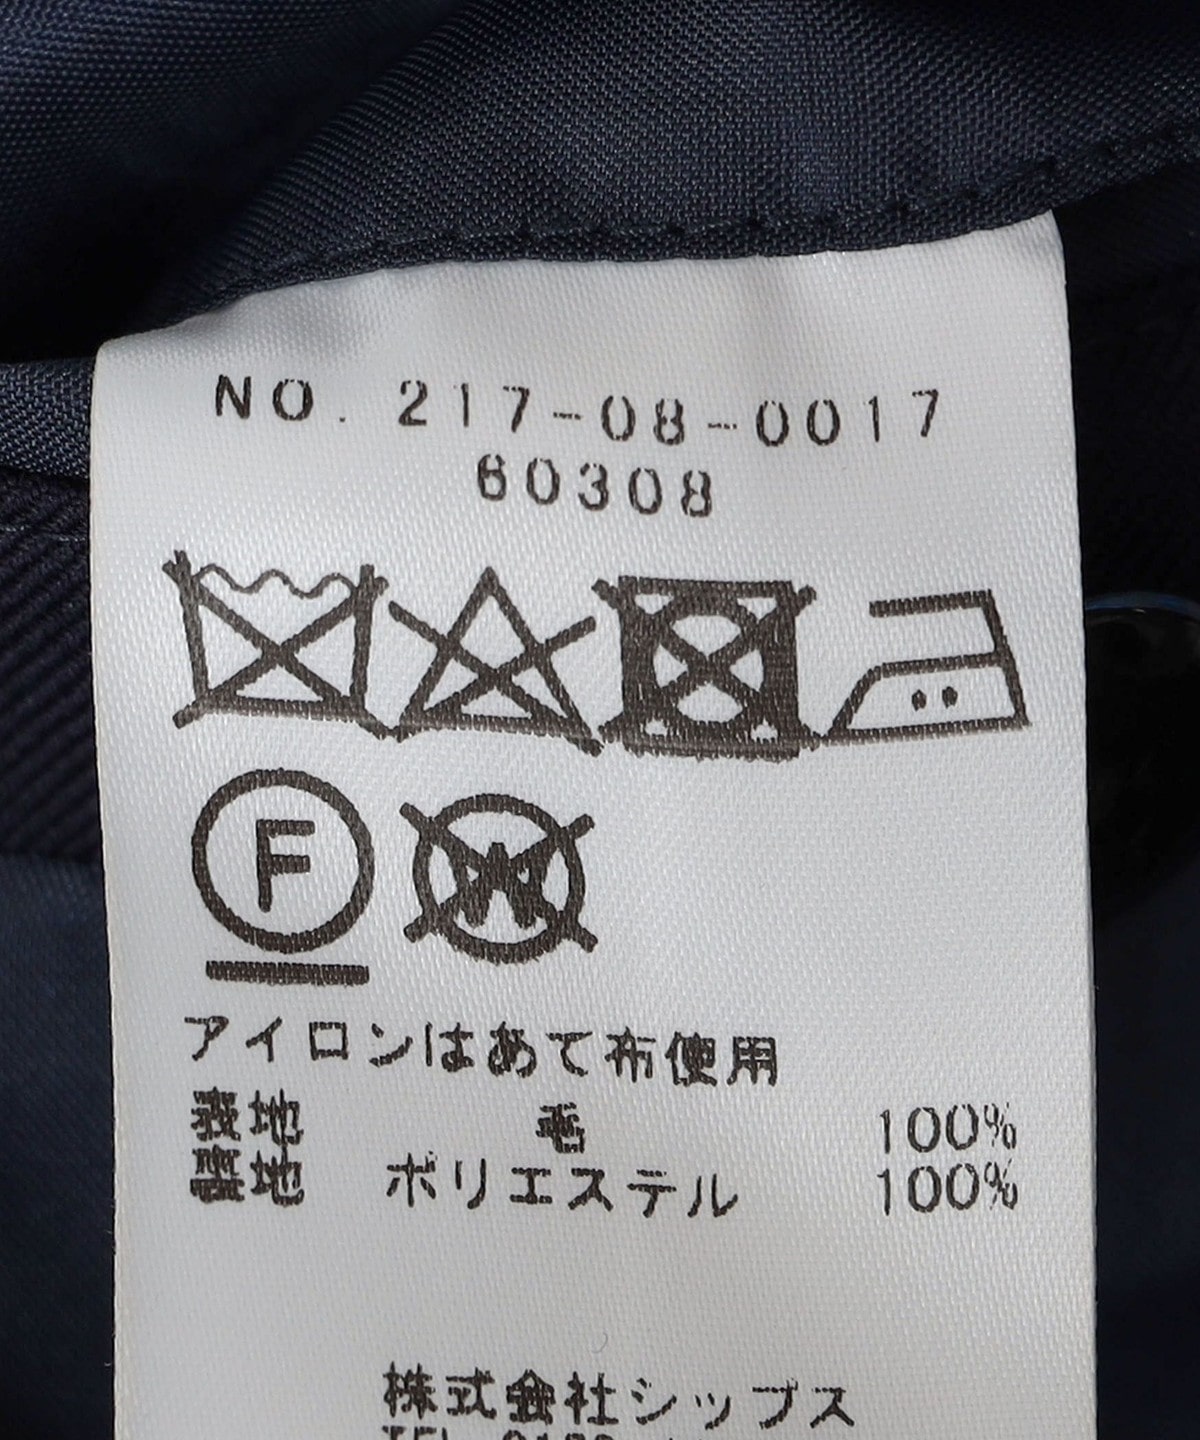 NO. 217-08-0017
60308
F
W
アイロンはあて布使用
表地 毛 100%
裏地 ポリエステル 100%
株式会社シップス